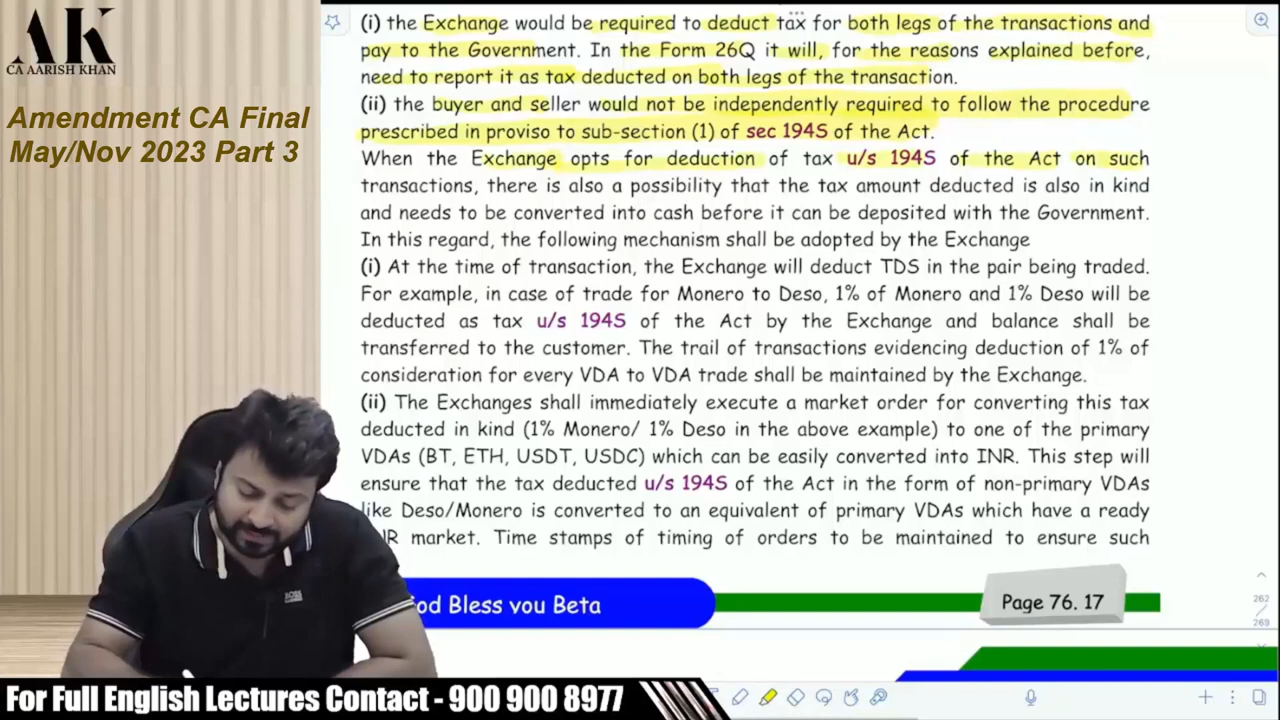 AK
CA AARISH KHAN
Amendment CA Final
May/Nov 2023 Part 3
(i) the Exchange would be required to deduct tax for both legs of the transactions and
pay to the Government. In the Form 26Q it will, for the reasons explained before,
need to report it as tax deducted on both legs of the transaction.
(ii) the buyer and seller would not be independently required to follow the procedure
prescribed in proviso to sub-section (1) of sec 194S of the Act.
When the Exchange opts for deduction of tax u/s 194S of the Act on such
transactions, there is also a possibility that the tax amount deducted is also in kind
and needs to be converted into cash before it can be deposited with the Government.
In this regard, the following mechanism shall be adopted by the Exchange
(i) At the time of transaction, the Exchange will deduct TDS in the pair being traded.
For example, in case of trade for Monero to Deso, 1% of Monero and 1% Deso will be
deducted as tax u/s 194S of the Act by the Exchange and balance shall be
transferred to the customer. The trail of transactions evidencing deduction of 1% of
consideration for every VDA to VDA trade shall be maintained by the Exchange.
(ii) The Exchanges shall immediately execute a market order for converting this tax
deducted in kind (1% Monero/ 1% Deso in the above example) to one of the primary
VDAs (BT, ETH, USDT, USDC) which can be easily converted into INR. This step will
ensure that the tax deducted u/s 194S of the Act in the form of non-primary VDAs
like Deso/Monero is converted to an equivalent of primary VDAs which have a ready
market. Time stamps of timing of orders to be maintained to ensure such
Bless you Beta
Page 76. 17
262
269
BOSS
For Full English Lectures Contact - 900 900 8977